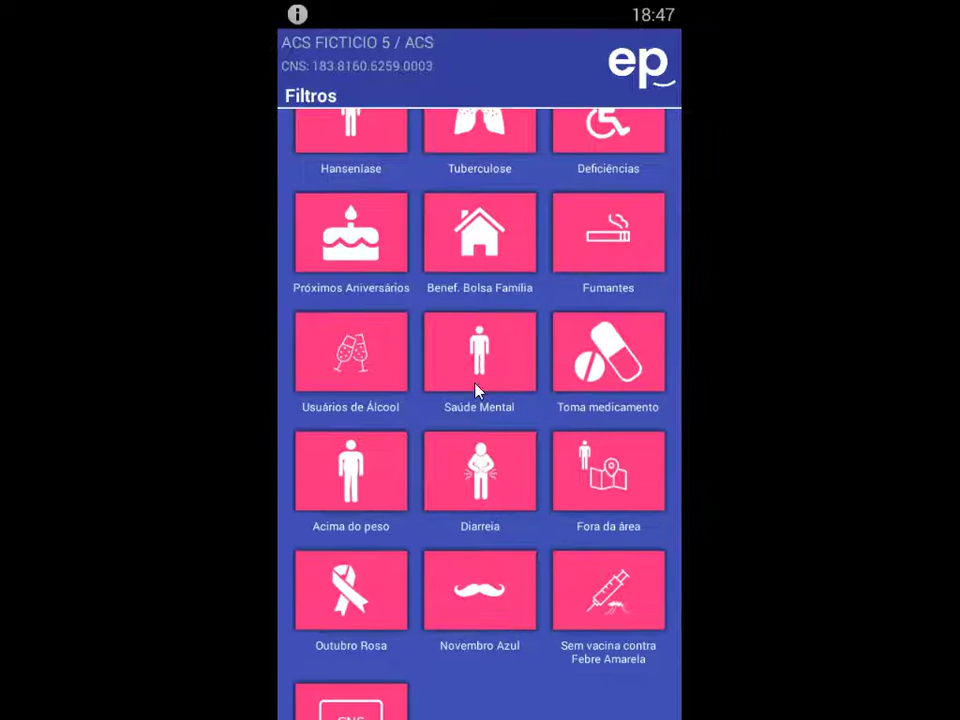 18:47
ACS FICTICIO 5 / ACS
CNS: 183.8160.6259.0003
ep
Filtros
Hanseníase
Tuberculose
Deficiências
Próximos Aniversários
Benef. Bolsa Família
Fumantes
Usuários de Álcool
Saúde Mental
Toma medicamento
Acima do peso
Diarreia
Fora da área
Outubro Rosa
Novembro Azul
Sem vacina contra
Febre Amarela
CNS